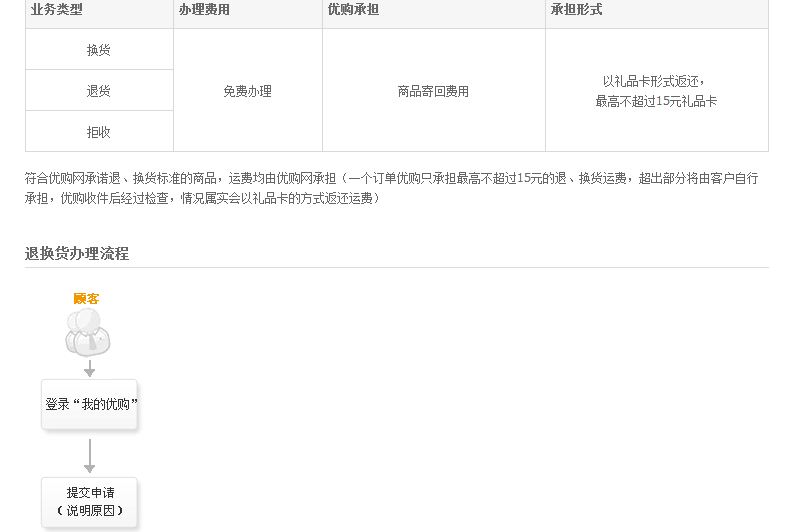 业务类型 办理费用 优购承担 承担形式
换货
退货 免费办理 商品寄回费用 以礼品卡形式返还，
最高不超过15元礼品卡
拒收
符合优购网承诺退、换货标准的商品，运费均由优购网承担（一个订单优购只承担最高不超过15元的退、换货运费，超出部分将由客户自行
承担，优购收件后经过检查，情况属实会以礼品卡的方式返还运费）
退换货办理流程
顾客
登录“我的优购”
提交申请
（说明原因）